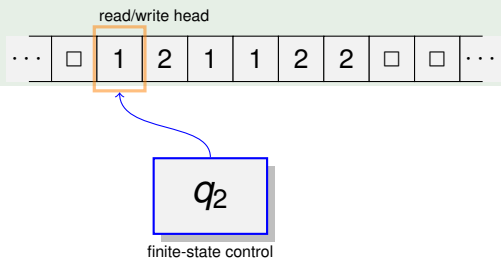 read/write head
··· □ 1 2 1 1 2 2 □ □ ···
q₂
finite-state control